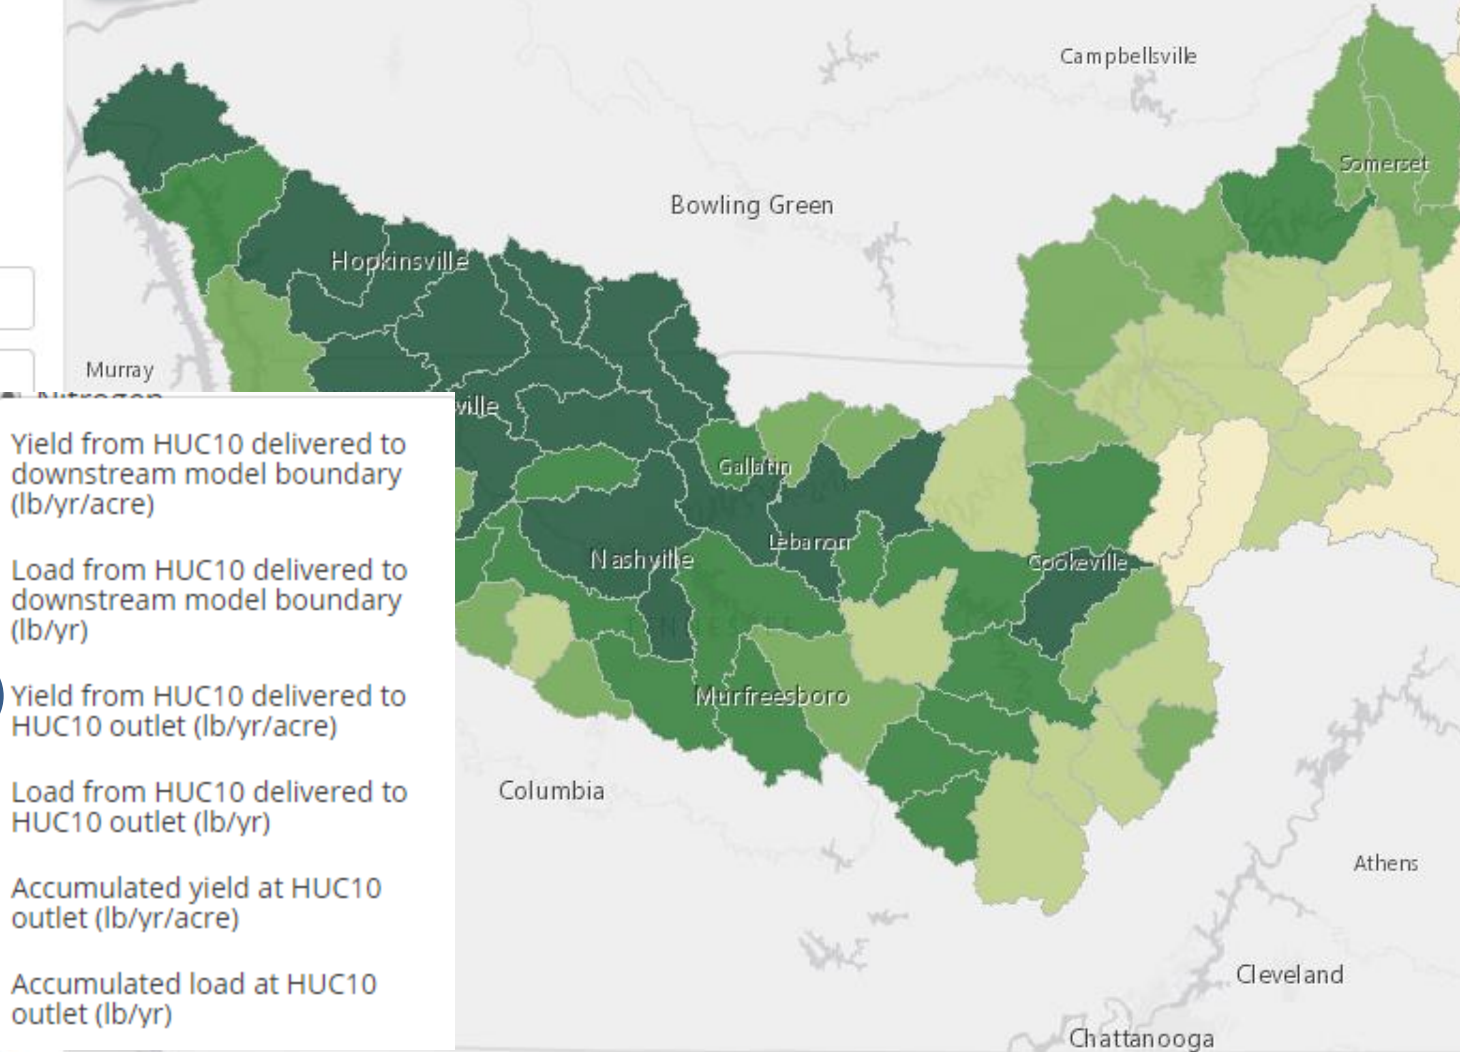 Campbellsville
Somerset
Bowling Green
Hopkinsville
Murray
Nitrogen
ville
Gallatin
Lebanon
Nashville
Cookeville
Murfreesboro
Columbia
Athens
Cleveland
Chattanooga
Yield from HUC10 delivered to
downstream model boundary
(lb/yr/acre)
Load from HUC10 delivered to
downstream model boundary
(lb/yr)
Yield from HUC10 delivered to
HUC10 outlet (lb/yr/acre)
Load from HUC10 delivered to
HUC10 outlet (lb/yr)
Accumulated yield at HUC10
outlet (lb/yr/acre)
Accumulated load at HUC10
outlet (lb/yr)